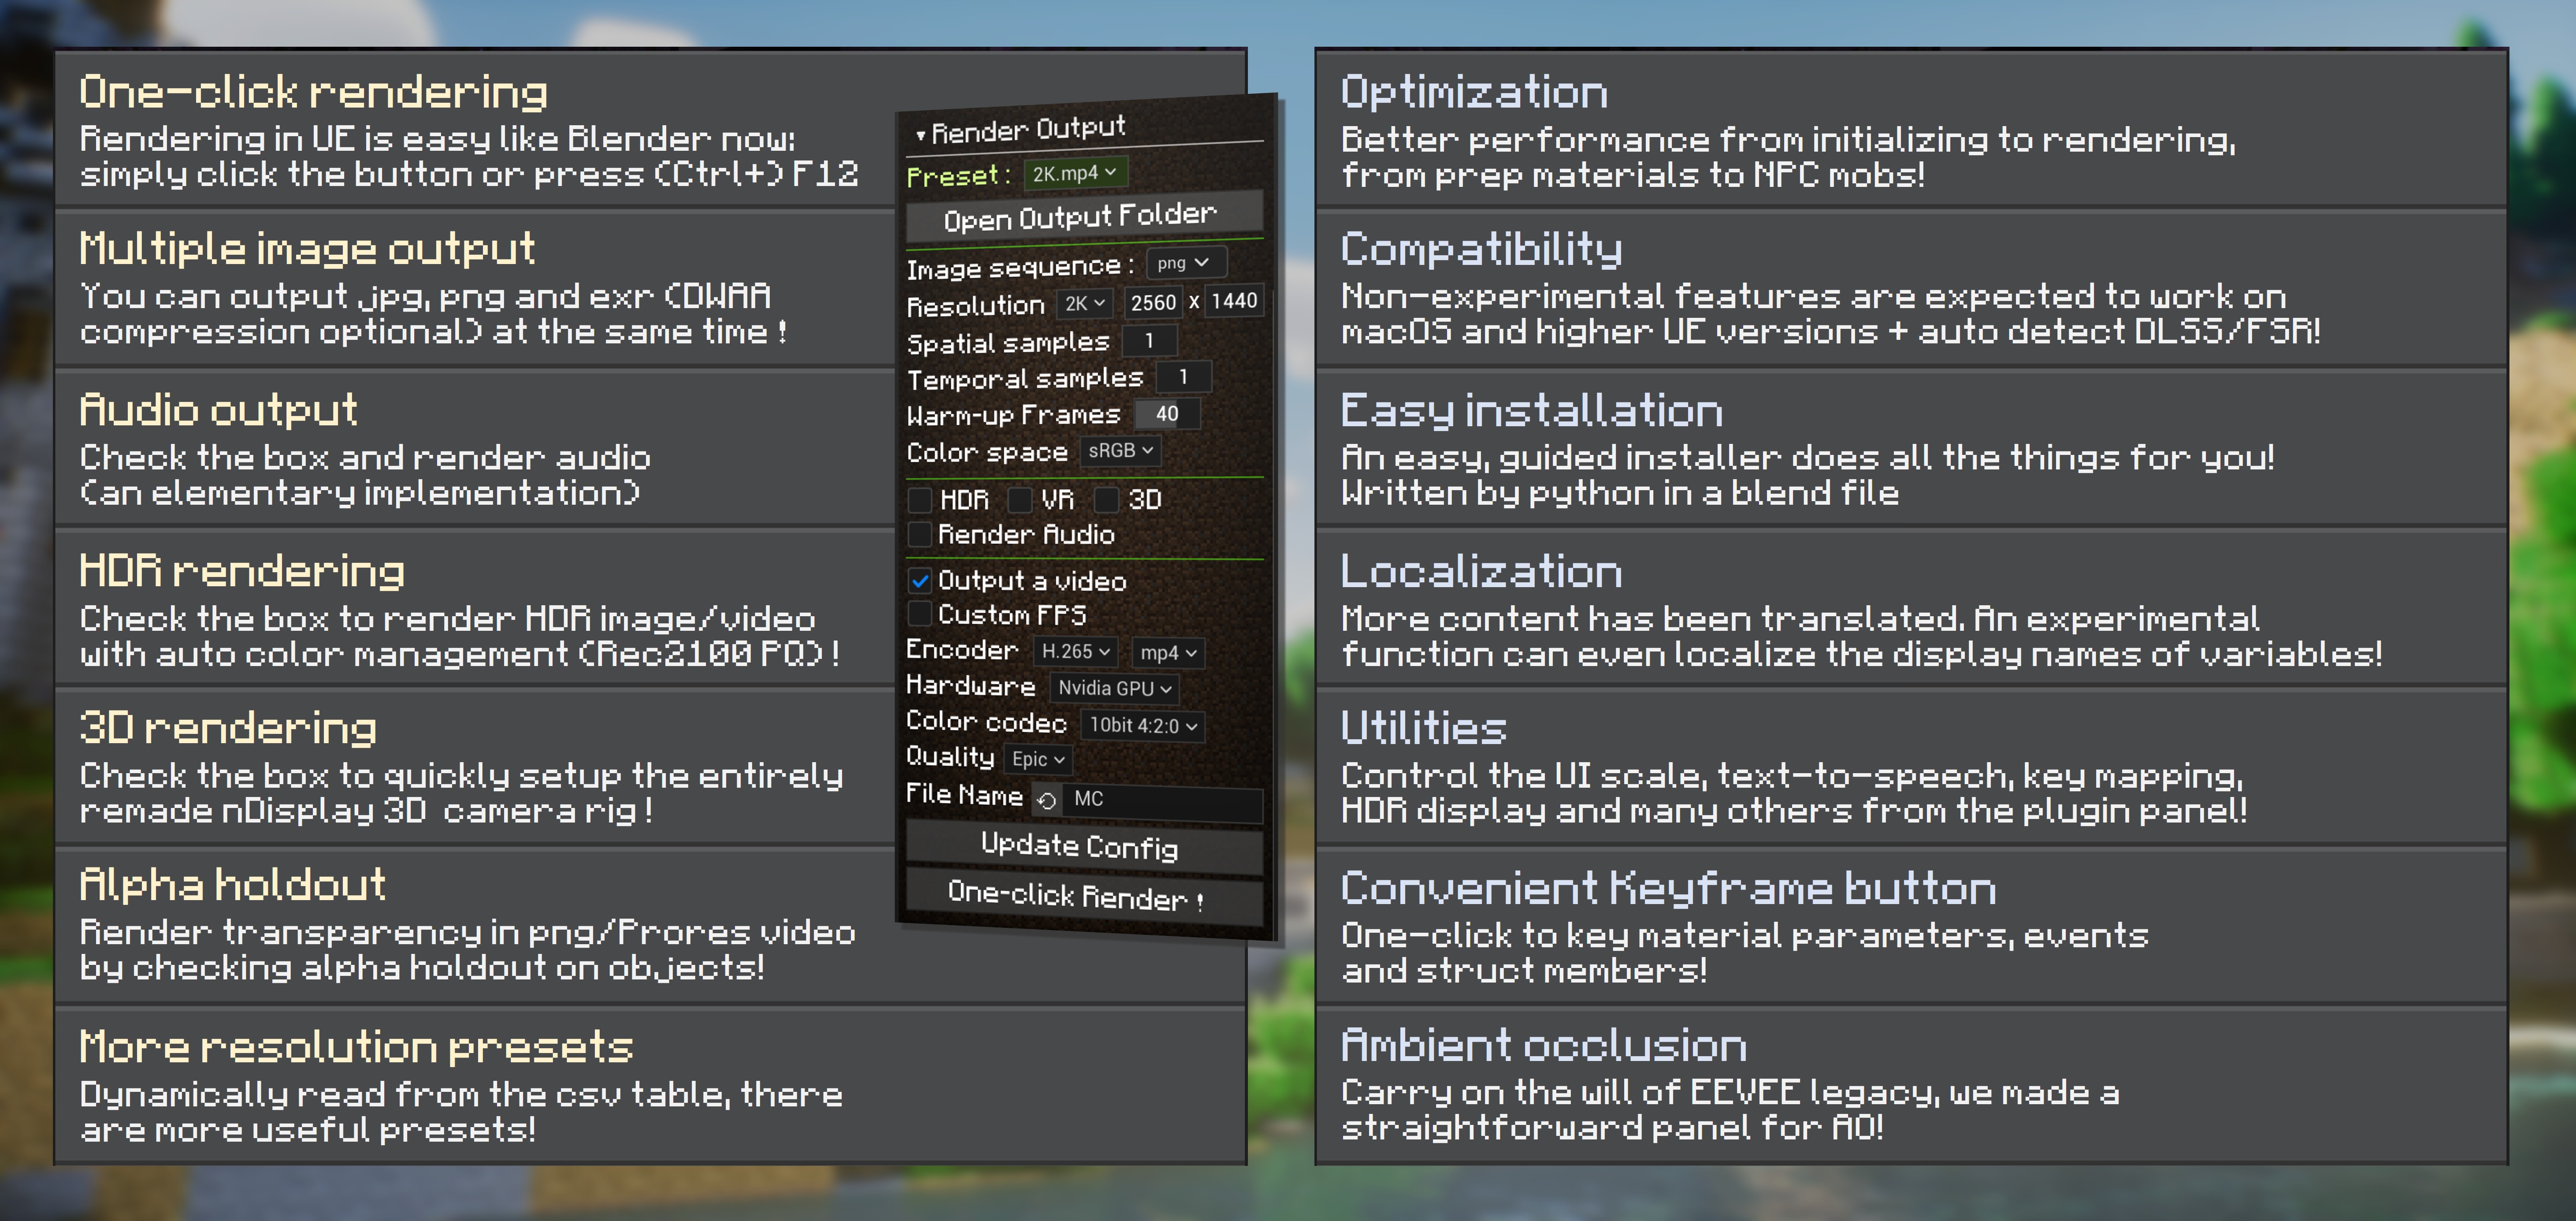 One-click rendering
Rendering in UE is easy like Blender now:
simply click the button or press (Ctrl+) F12
Multiple image output
You can output jpg, png and exr (DWAA
compression optional) at the same time !
Audio output
Check the box and render audio
(an elementary implementation)
HDR rendering
Check the box to render HDR image/video
with auto color management (Rec2100 PQ) !
3D rendering
Check the box to quickly setup the entirely
remade nDisplay 3D camera rig !
Alpha holdout
Render transparency in png/Prores video
by checking alpha holdout on objects!
More resolution presets
Dynamically read from the csv table, there
are more useful presets!
Render Output
Preset : 2K.mp4
Open Output Folder
Image sequence : png
Resolution 2K 2560 x 1440
Spatial samples 1
Temporal samples 1
Warm-up Frames 40
Color space sRGB
HDR VR 3D
Render Audio
Output a video
Custom FPS
Encoder H.265 mp4
Hardware Nvidia GPU
Color codec 10bit 4:2:0
Quality Epic
File Name MC
Update Config
One-click Render !
Optimization
Better performance from initializing to rendering,
from prep materials to NPC mobs!
Compatibility
Non-experimental features are expected to work on
macOS and higher UE versions + auto detect DLSS/FSR!
Easy installation
An easy, guided installer does all the things for you!
Written by python in a blend file
Localization
More content has been translated. An experimental
function can even localize the display names of variables!
Utilities
Control the UI scale, text-to-speech, key mapping,
HDR display and many others from the plugin panel!
Convenient Keyframe button
One-click to key material parameters, events
and struct members!
Ambient occlusion
Carry on the will of EEVEE legacy, we made a
straightforward panel for AO!